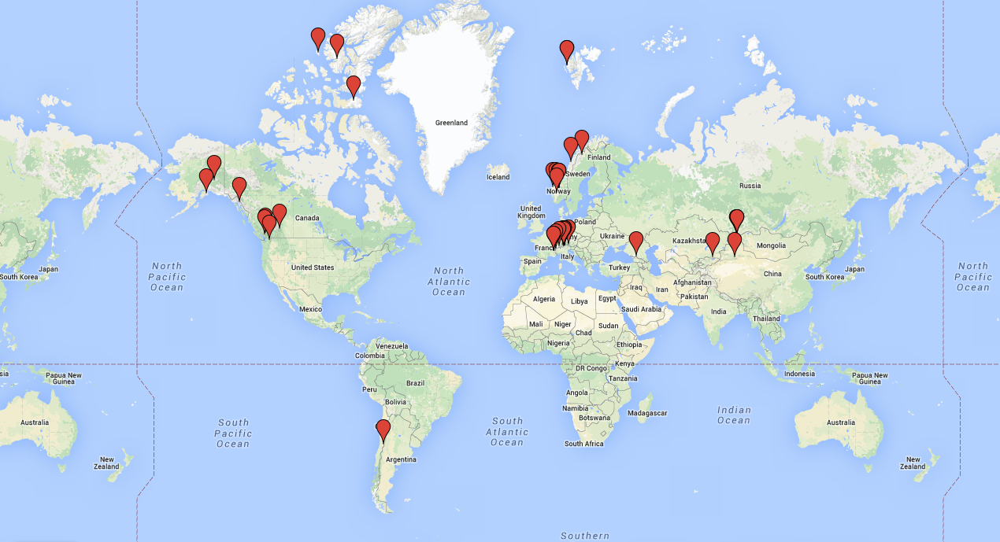 Greenland
Finland
Iceland
Sweden
Russia
Norway
United
Kingdom
Canada
Poland
ny
Ukraine
Kazakhsta
Mongolia
Franc
Italy
Japan
South Korea
North
Pacific
Ocean
United States
North
Atlantic
Ocean
Spain
Turkey
China
South Korea
Japan
North
Pacific
Ocean
Afghanistan
Iraq
Iran
Pakistan
Algeria
Libya
Egypt
Saudi Arabia
India
Mexico
Mali
Niger
Sudan
Thailand
Chad
Nigeria
Ethiopia
Venezuela
Colombia
Kenya
DR Congo
sia
Papua New
Guinea
Tanzania
Indonesia
Papua New
Guinea
Peru
Brazil
Angola
Bolivia
Namibia
Botswana
Madagascar
Indian
Ocean
Australia
South
Pacific
Ocean
South
Atlantic
Ocean
Australia
South Africa
New
Zealand
Argentina
New
Zealand
Southern